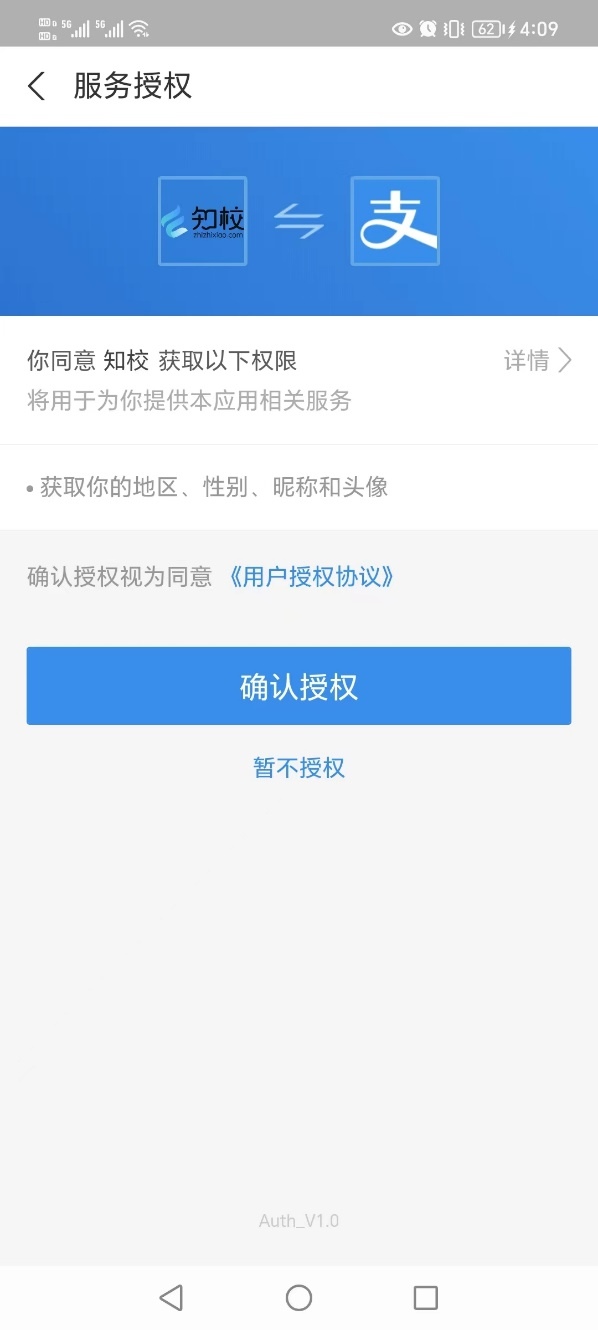 5G 5G 62 4:09
服务授权
知校
zhizhixiao.com
支
你同意 知校 获取以下权限 详情
将用于为你提供本应用相关服务
• 获取你的地区、性别、昵称和头像
确认授权视为同意 《用户授权协议》
确认授权
暂不授权
Auth_V1.0